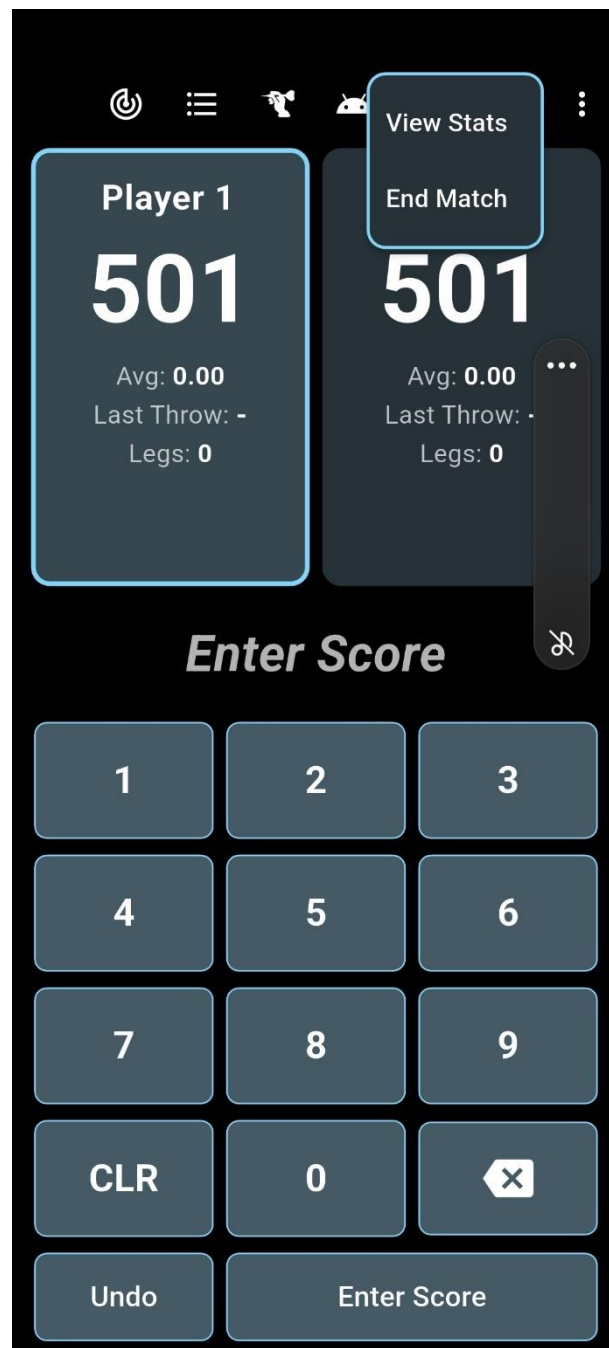 View Stats
End Match
Player 1
501
Avg: 0.00
Last Throw: -
Legs: 0
501
Avg: 0.00
Last Throw: -
Legs: 0
Enter Score
1 2 3
4 5 6
7 8 9
CLR 0
Undo Enter Score